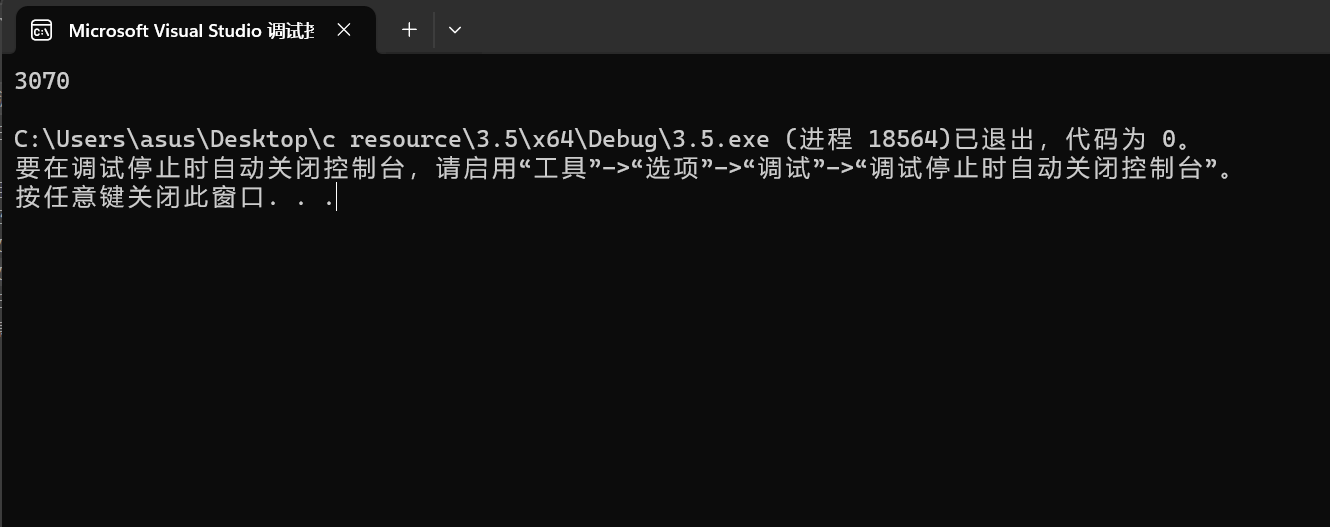 Microsoft Visual Studio 调试
3070
C:\Users\asus\Desktop\c resource\3.5\x64\Debug\3.5.exe (进程 18564)已退出，代码为 0。
要在调试停止时自动关闭控制台，请启用“工具”->“选项”->“调试”->“调试停止时自动关闭控制台”。
按任意键关闭此窗口. . .